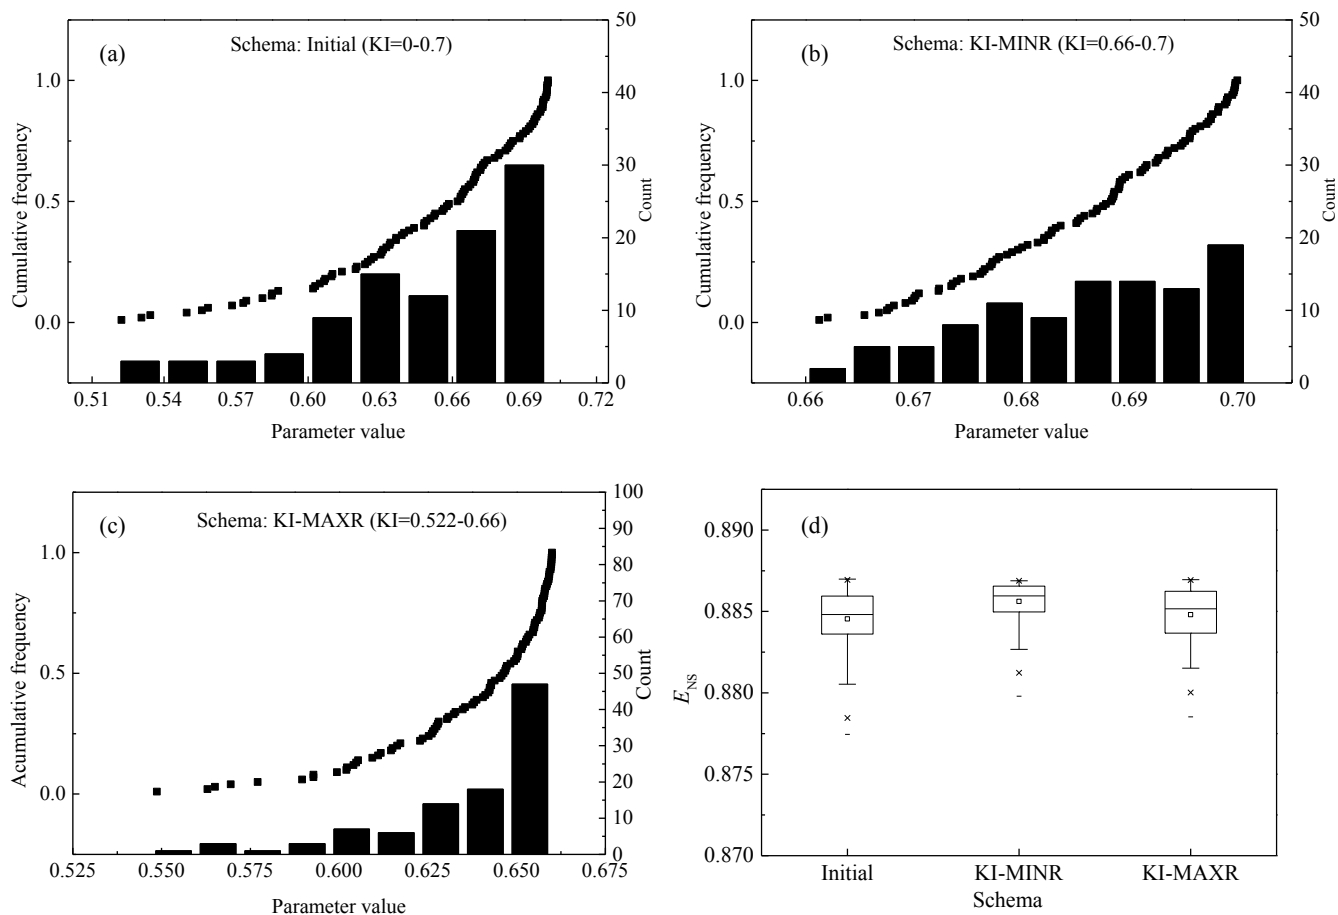 (a) Schema: Initial (KI=0-0.7)
Cumulative frequency
1.0
0.5
0.0
50
40
30
20
10
0
Count
0.51 0.54 0.57 0.60 0.63 0.66 0.69 0.72
Parameter value
(b) Schema: KI-MINR (KI=0.66-0.7)
Cumulative frequency
1.0
0.5
0.0
50
40
30
20
10
0
Count
0.66 0.67 0.68 0.69 0.70
Parameter value
(c) Schema: KI-MAXR (KI=0.522-0.66)
Acumulative frequency
1.0
0.5
0.0
100
90
80
70
60
50
40
30
20
10
0
Count
0.525 0.550 0.575 0.600 0.625 0.650 0.675
Parameter value
(d)
E_NS
0.890
0.885
0.880
0.875
0.870
Initial KI-MINR KI-MAXR
Schema